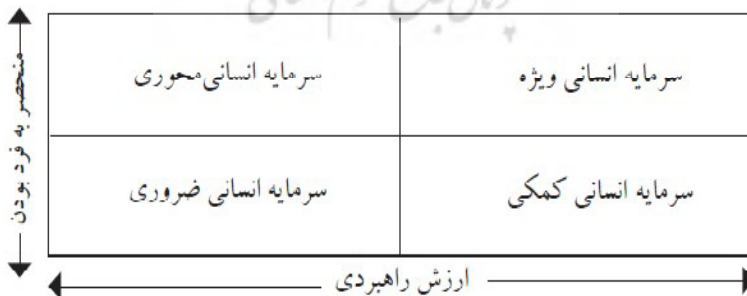 سرمایه انسانی ویژه
سرمایه انسانی محوری
سرمایه انسانی کمکی
سرمایه انسانی ضروری
منحصر به فرد بودن
ارزش راهبردی